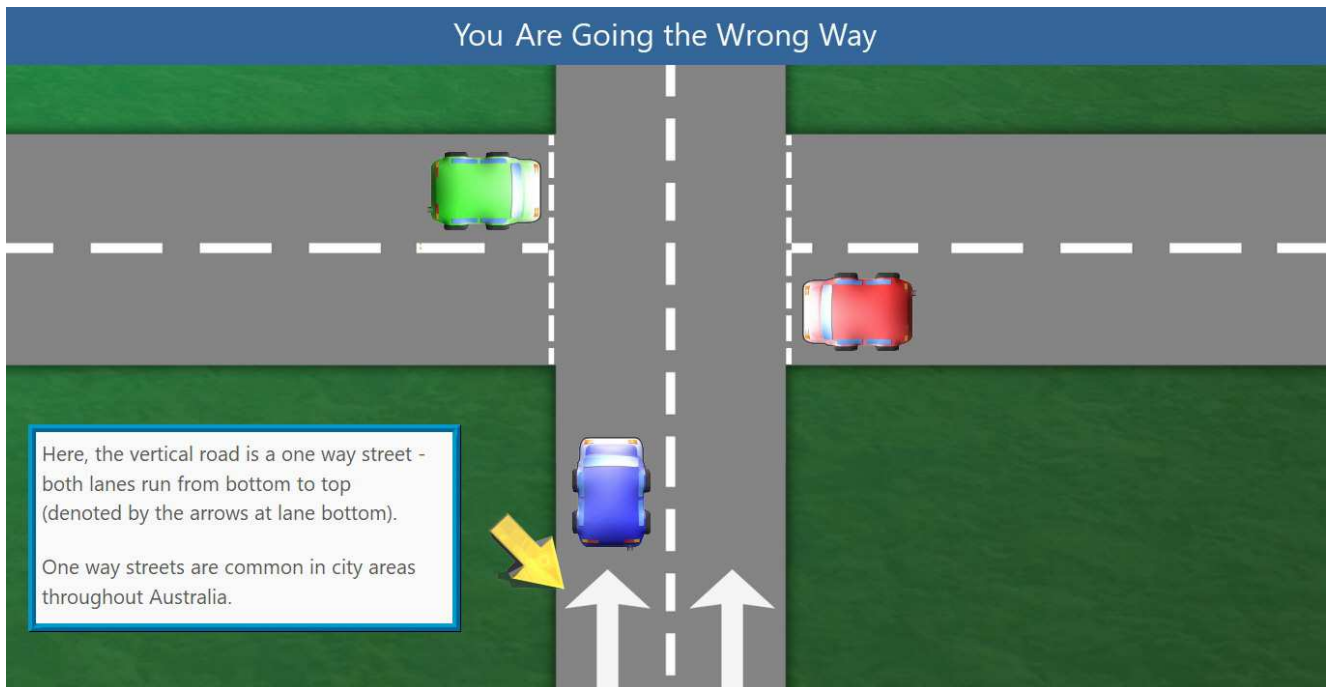 You Are Going the Wrong Way
Here, the vertical road is a one way street -
both lanes run from bottom to top
(denoted by the arrows at lane bottom).
One way streets are common in city areas
throughout Australia.